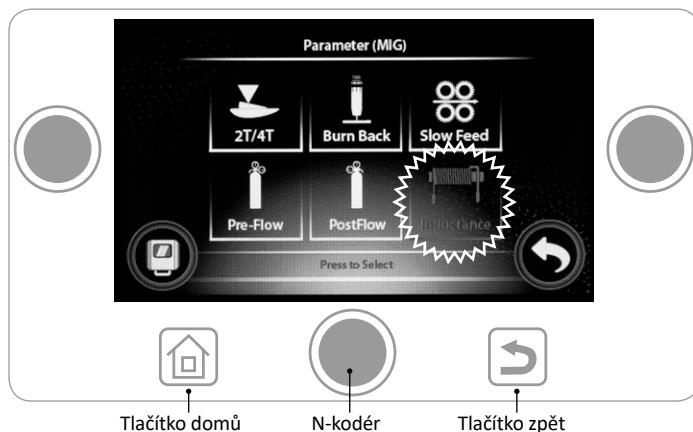 Parameter (MIG)
2T/4T Burn Back Slow Feed
Pre-Flow PostFlow Inductance
Press to Select
Tlačítko domů N-kodér Tlačítko zpět